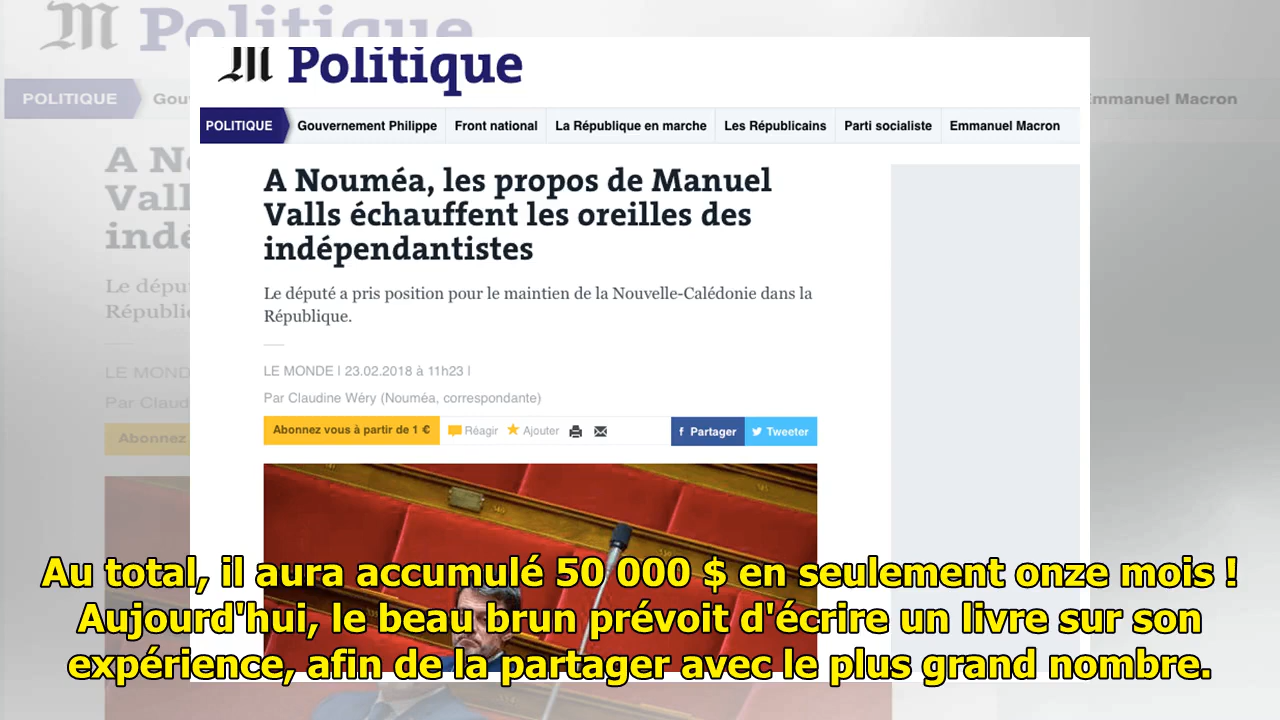 M Politique
POLITIQUE Gouvernement Philippe Front national La République en marche Les Républicains Parti socialiste Emmanuel Macron
A Nouméa, les propos de Manuel
Valls échauffent les oreilles des
indépendantistes
Le député a pris position pour le maintien de la Nouvelle-Calédonie dans la
République.
LE MONDE | 23.02.2018 à 11h23 |
Par Claudine Wéry (Nouméa, correspondante)
Abonnez vous à partir de 1 € Réagir Ajouter f Partager Tweeter
Au total, il aura accumulé 50 000 $ en seulement onze mois !
Aujourd'hui, le beau brun prévoit d'écrire un livre sur son
expérience, afin de la partager avec le plus grand nombre.